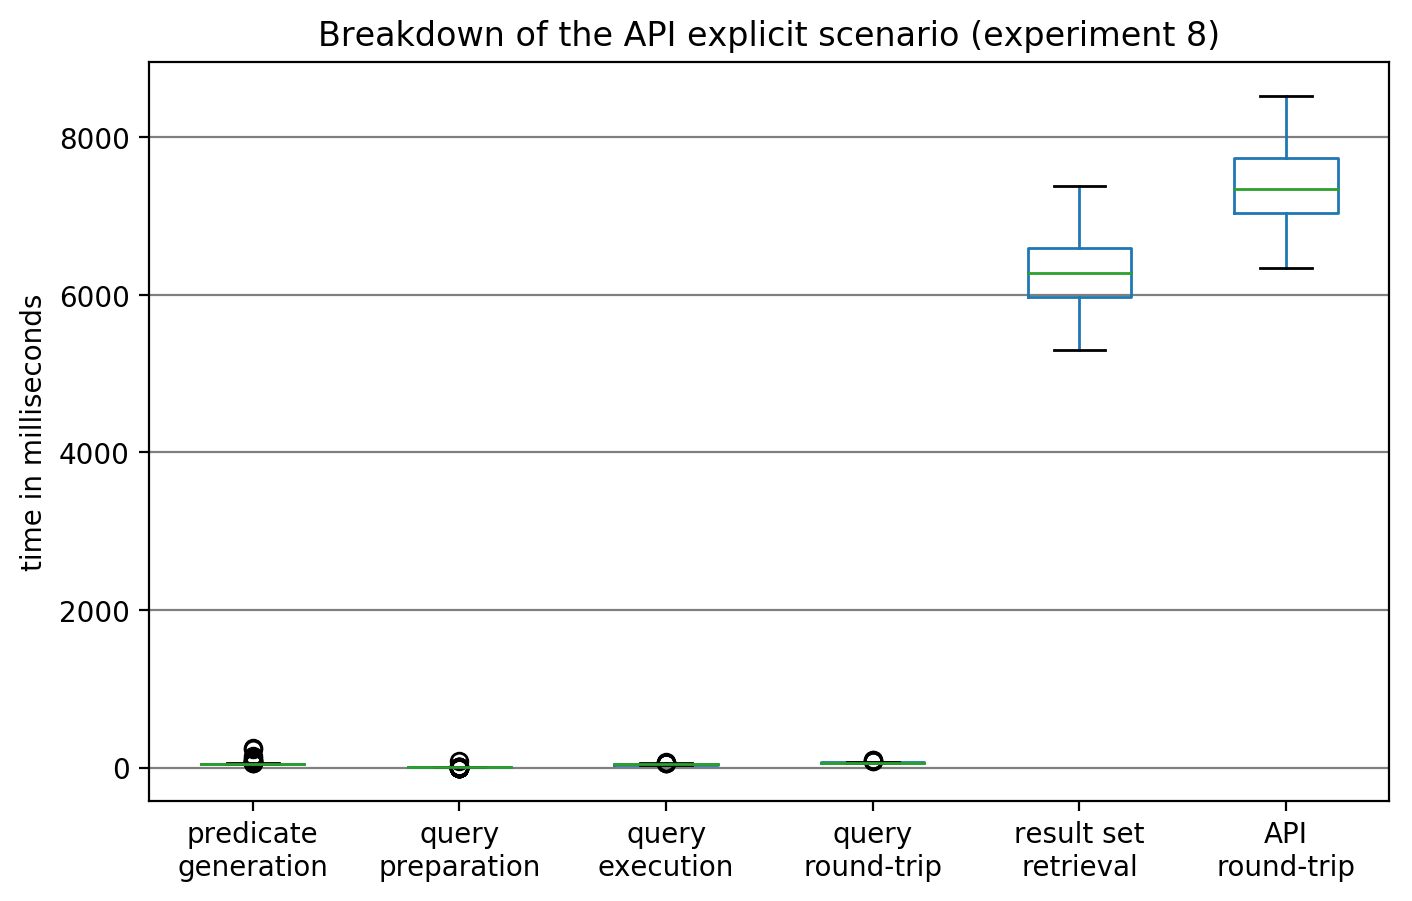 Breakdown of the API explicit scenario (experiment 8)
time in milliseconds
8000
6000
4000
2000
0
predicate
generation
query
preparation
query
execution
query
round-trip
result set
retrieval
API
round-trip